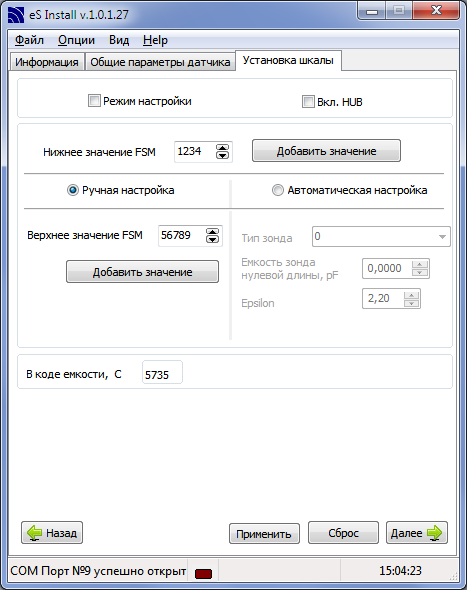 eS Install v.1.0.1.27
Файл Опции Вид Help
Информация Общие параметры датчика Установка шкалы
Режим настройки Вкл. HUB
Нижнее значение FSM 1234 Добавить значение
Ручная настройка Автоматическая настройка
Верхнее значение FSM 56789 Тип зонда 0
Добавить значение
Емкость зонда
нулевой длины, pF 0,0000
Epsilon 2,20
В коде емкости, С 5735
Назад Применить Сброс Далее
COM Порт №9 успешно открыт 15:04:23